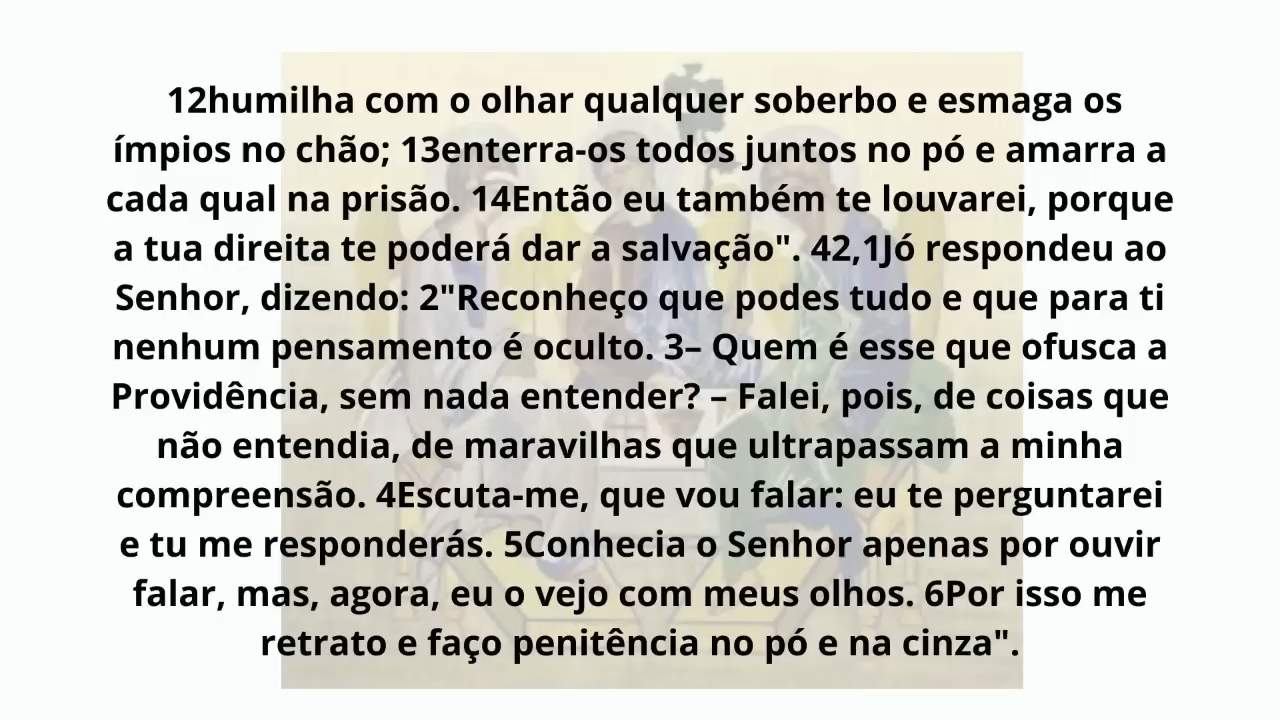 12humilha com o olhar qualquer soberbo e esmaga os
ímpios no chão; 13enterra-os todos juntos no pó e amarra a
cada qual na prisão. 14Então eu também te louvarei, porque
a tua direita te poderá dar a salvação". 42,1Jó respondeu ao
Senhor, dizendo: 2"Reconheço que podes tudo e que para ti
nenhum pensamento é oculto. 3– Quem é esse que ofusca a
Providência, sem nada entender? – Falei, pois, de coisas que
não entendia, de maravilhas que ultrapassam a minha
compreensão. 4Escuta-me, que vou falar: eu te perguntarei
e tu me responderás. 5Conhecia o Senhor apenas por ouvir
falar, mas, agora, eu o vejo com meus olhos. 6Por isso me
retrato e faço penitência no pó e na cinza".